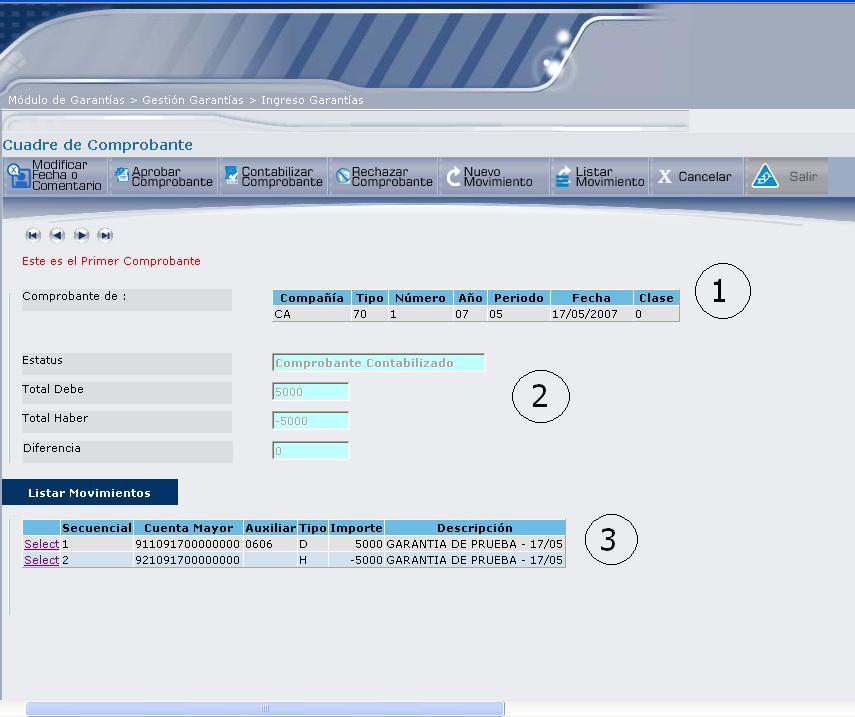 Módulo de Garantías > Gestión Garantías > Ingreso Garantías
Cuadre de Comprobante
Modificar Fecha o Comentario
Aprobar Comprobante
Contabilizar Comprobante
Rechazar Comprobante
Nuevo Movimiento
Listar Movimiento
X Cancelar
Salir
Este es el Primer Comprobante
Comprobante de :
Compañía Tipo Número Año Periodo Fecha Clase
CA 70 1 07 05 17/05/2007 0
1
Estatus Comprobante Contabilizado
Total Debe 5000
2
Total Haber -5000
Diferencia 0
Listar Movimientos
Secuencial Cuenta Mayor Auxiliar Tipo Importe Descripción
Select 1 911091700000000 0606 D 5000 GARANTIA DE PRUEBA - 17/05
Select 2 921091700000000 H -5000 GARANTIA DE PRUEBA - 17/05
3